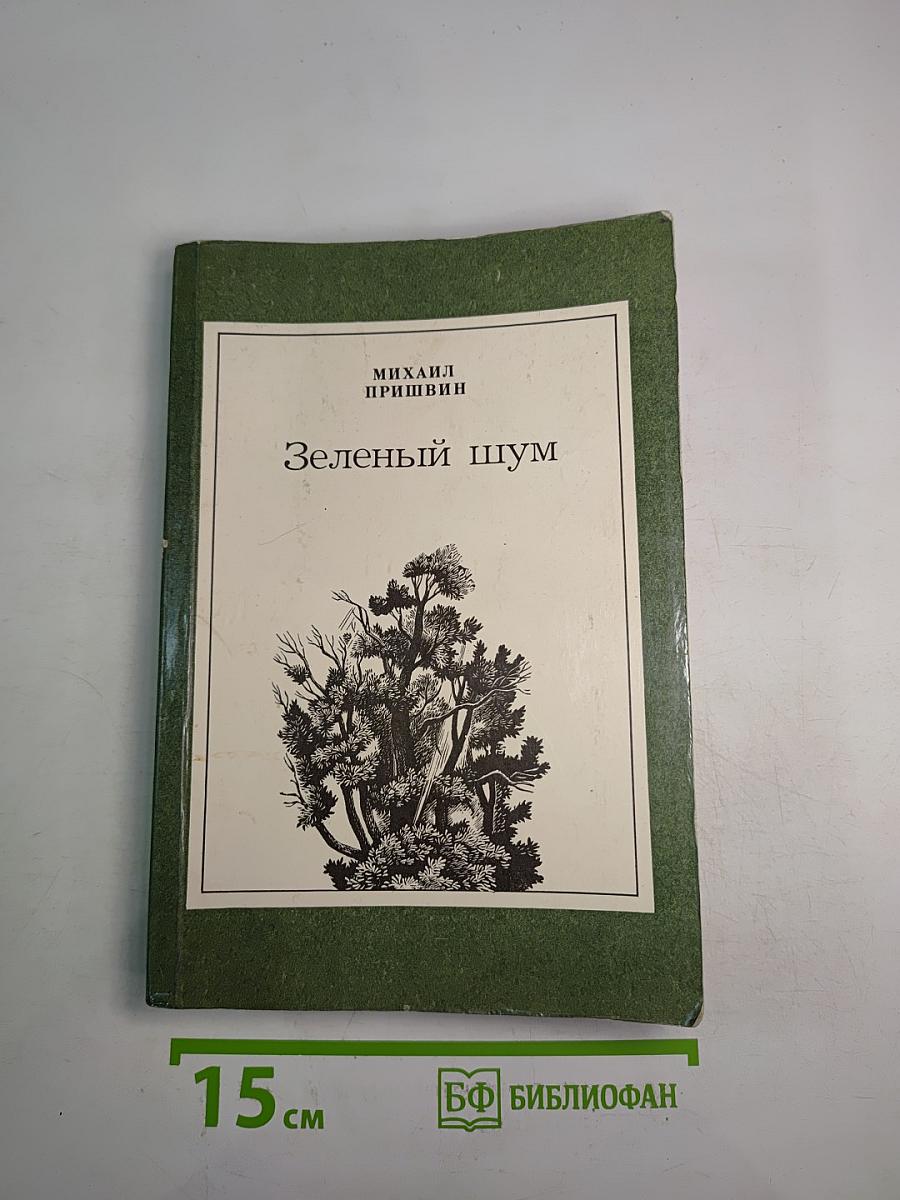 МИХАИЛ
ПРИШВИН
Зеленый шум
15 см
БФ БИБЛИОФАН